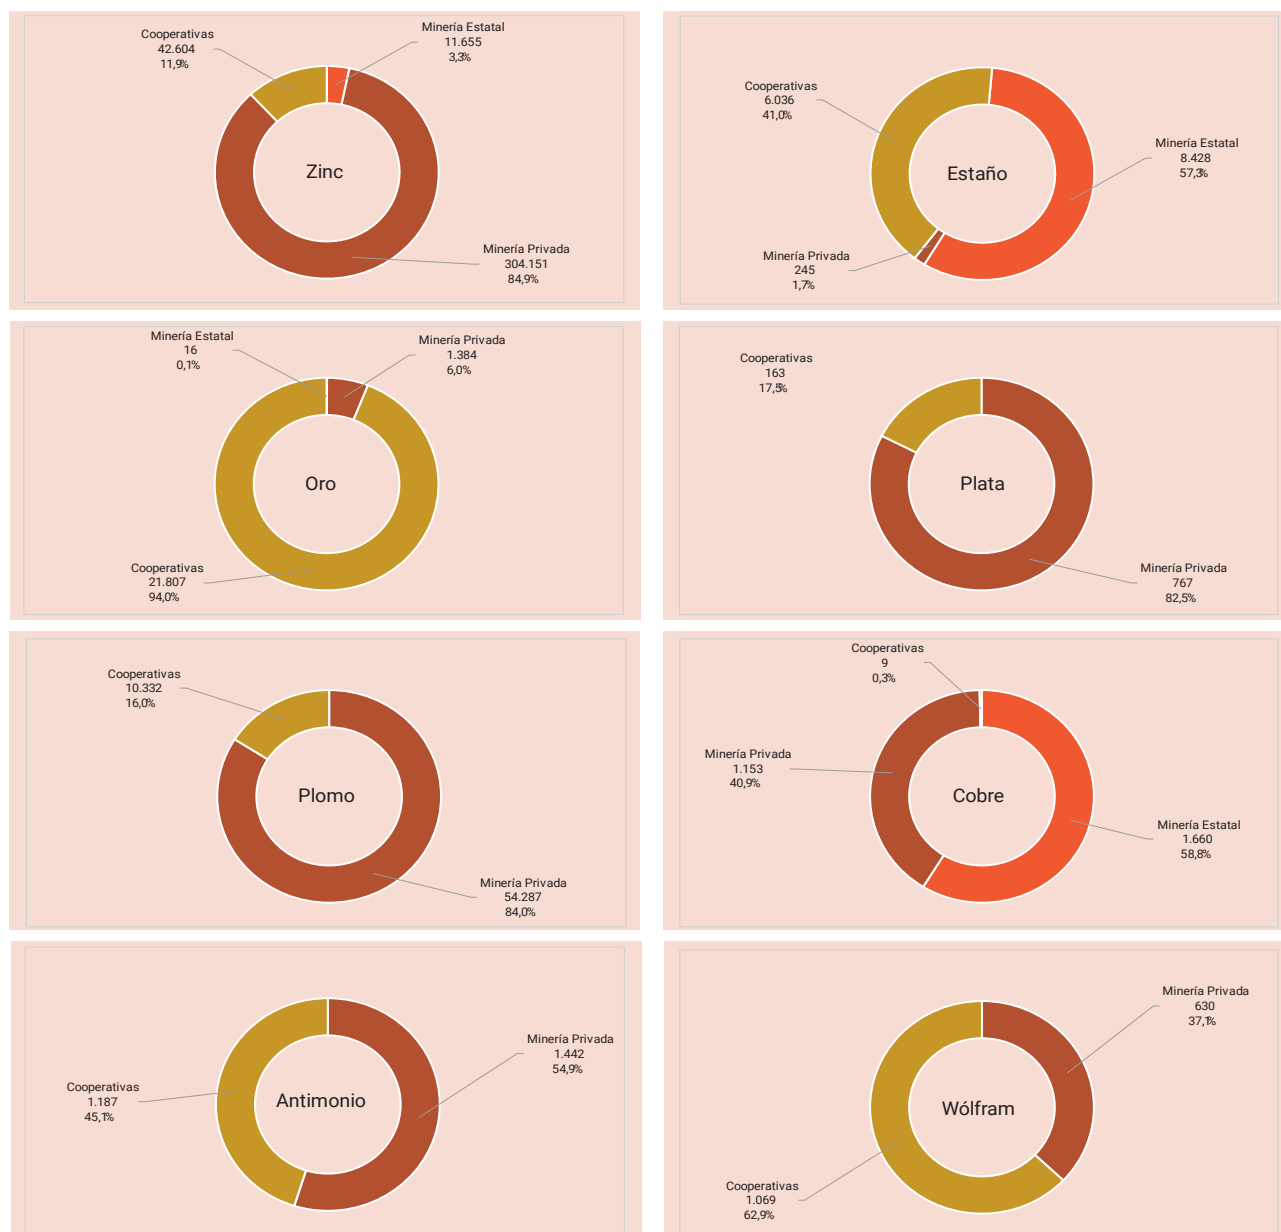 Cooperativas
42.604
11,9%
Minería Estatal
11.655
3,3%
Zinc
Minería Privada
304.151
84,9%
Cooperativas
6.036
41,0%
Minería Estatal
8.428
57,3%
Estaño
Minería Privada
245
1,7%
Minería Estatal
16
0,1%
Minería Privada
1.384
6,0%
Oro
Cooperativas
21.807
94,0%
Cooperativas
163
17,5%
Plata
Minería Privada
767
82,5%
Cooperativas
10.332
16,0%
Plomo
Minería Privada
54.287
84,0%
Cooperativas
9
0,3%
Minería Privada
1.153
40,9%
Cobre
Minería Estatal
1.660
58,8%
Minería Privada
1.442
54,9%
Cooperativas
1.187
45,1%
Antimonio
Minería Privada
630
37,1%
Wólfram
Cooperativas
1.069
62,9%